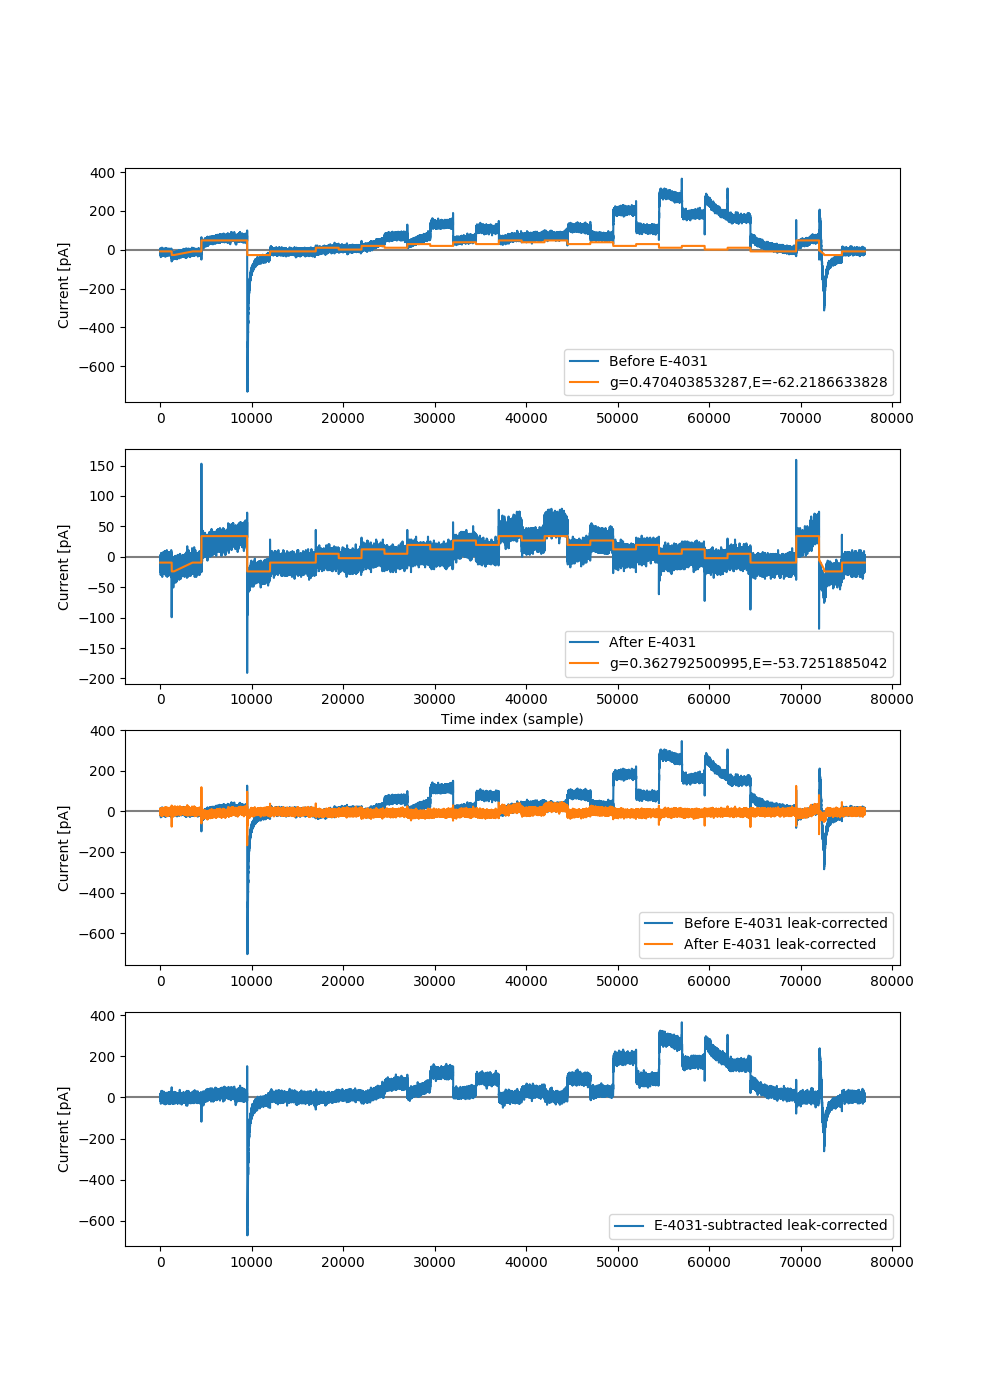 400
200
0
−200
−400
−600
Current [pA]
Before E-4031
g=0.470403853287,E=-62.2186633828
0 10000 20000 30000 40000 50000 60000 70000 80000
150
100
50
0
−50
−100
−150
−200
Current [pA]
After E-4031
g=0.362792500995,E=-53.7251885042
0 10000 20000 30000 40000 50000 60000 70000 80000
Time index (sample)
400
200
0
−200
−400
−600
Current [pA]
Before E-4031 leak-corrected
After E-4031 leak-corrected
0 10000 20000 30000 40000 50000 60000 70000 80000
400
200
0
−200
−400
−600
Current [pA]
E-4031-subtracted leak-corrected
0 10000 20000 30000 40000 50000 60000 70000 80000